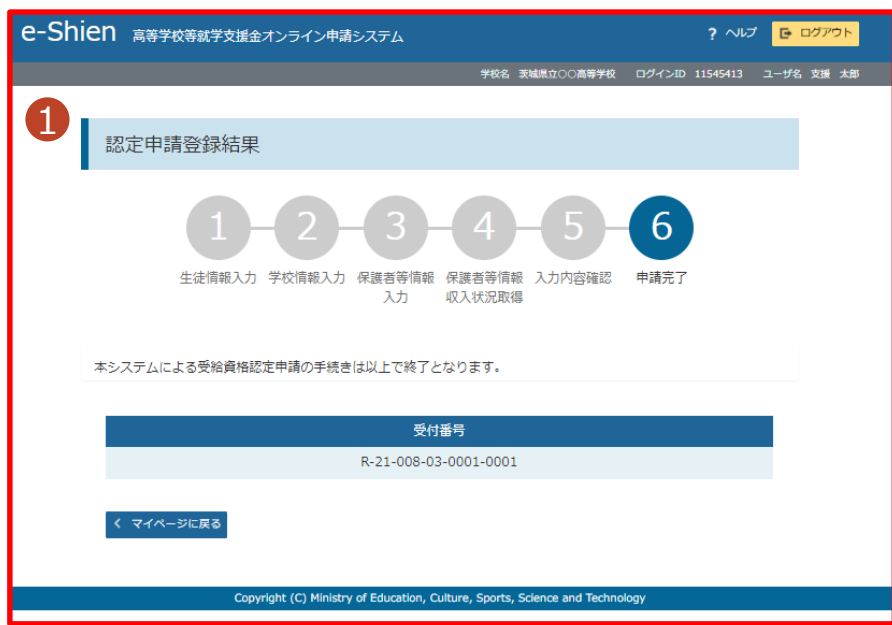 e-Shien 高等学校等就学支援金オンライン申請システム ? ヘルプ ログアウト
学校名 茨城県立○○高等学校 ログインID 11545413 ユーザ名 支援 太郎
1
認定申請登録結果
1 2 3 4 5 6
生徒情報入力 学校情報入力 保護者等情報入力 保護者等情報収入状況取得 入力内容確認 申請完了
本システムによる受給資格認定申請の手続きは以上で終了となります。
受付番号
R-21-008-03-0001-0001
マイページに戻る
Copyright (C) Ministry of Education, Culture, Sports, Science and Technology